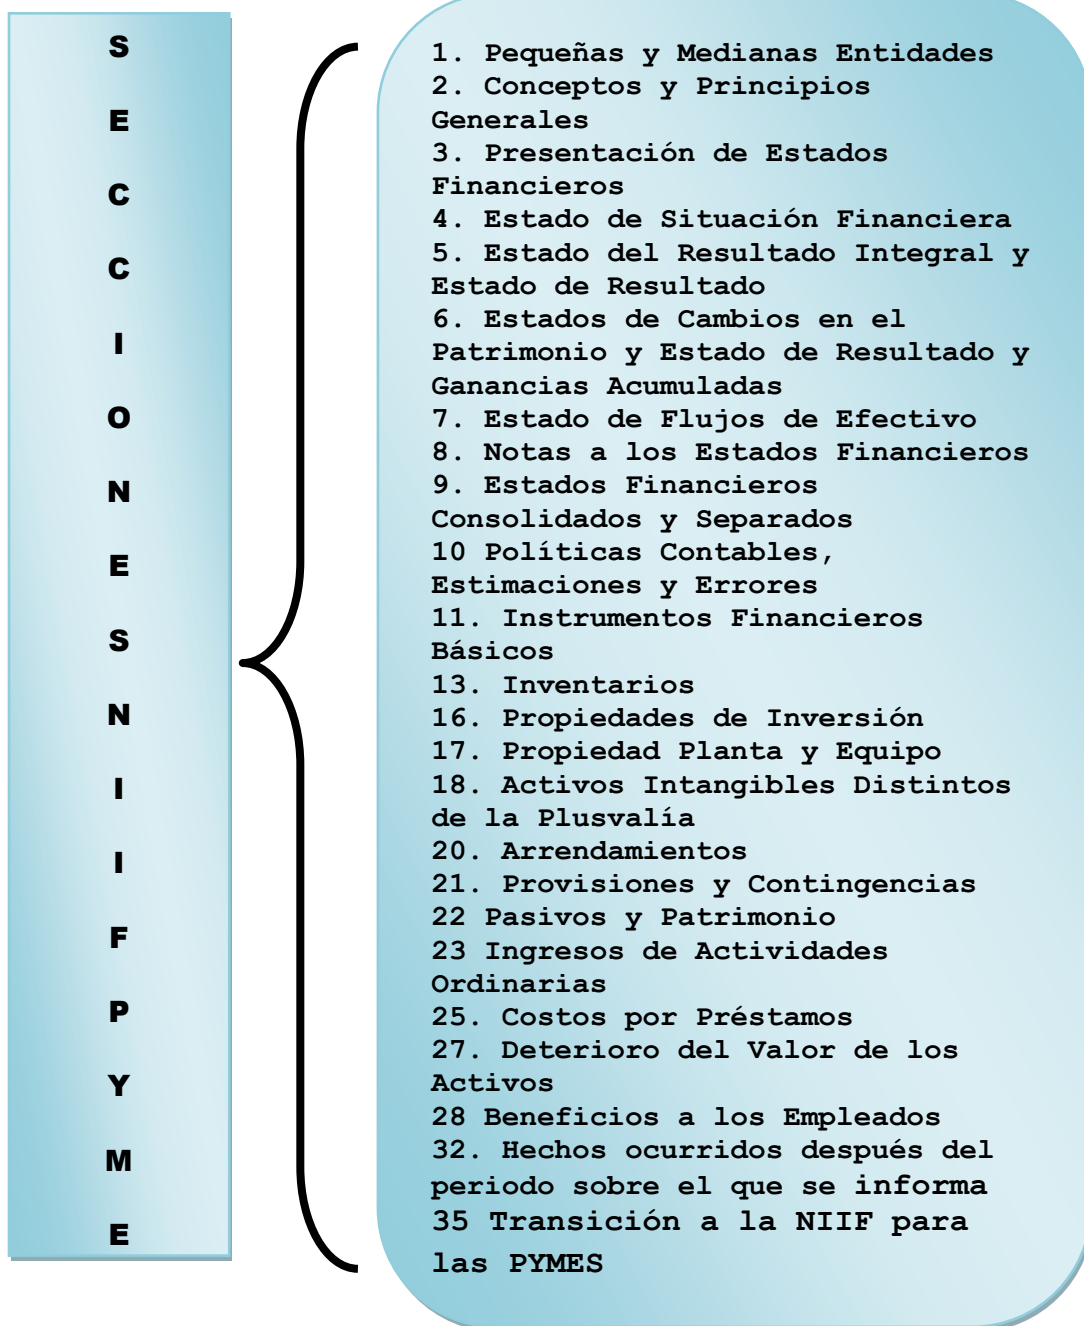 S
E
C
C
I
O
N
E
S
N
I
I
F
P
Y
M
E
1. Pequeñas y Medianas Entidades
2. Conceptos y Principios
Generales
3. Presentación de Estados
Financieros
4. Estado de Situación Financiera
5. Estado del Resultado Integral y
Estado de Resultado
6. Estados de Cambios en el
Patrimonio y Estado de Resultado y
Ganancias Acumuladas
7. Estado de Flujos de Efectivo
8. Notas a los Estados Financieros
9. Estados Financieros
Consolidados y Separados
10 Políticas Contables,
Estimaciones y Errores
11. Instrumentos Financieros
Básicos
13. Inventarios
16. Propiedades de Inversión
17. Propiedad Planta y Equipo
18. Activos Intangibles Distintos
de la Plusvalía
20. Arrendamientos
21. Provisiones y Contingencias
22 Pasivos y Patrimonio
23 Ingresos de Actividades
Ordinarias
25. Costos por Préstamos
27. Deterioro del Valor de los
Activos
28 Beneficios a los Empleados
32. Hechos ocurridos después del
periodo sobre el que se informa
35 Transición a la NIIF para
las PYMES